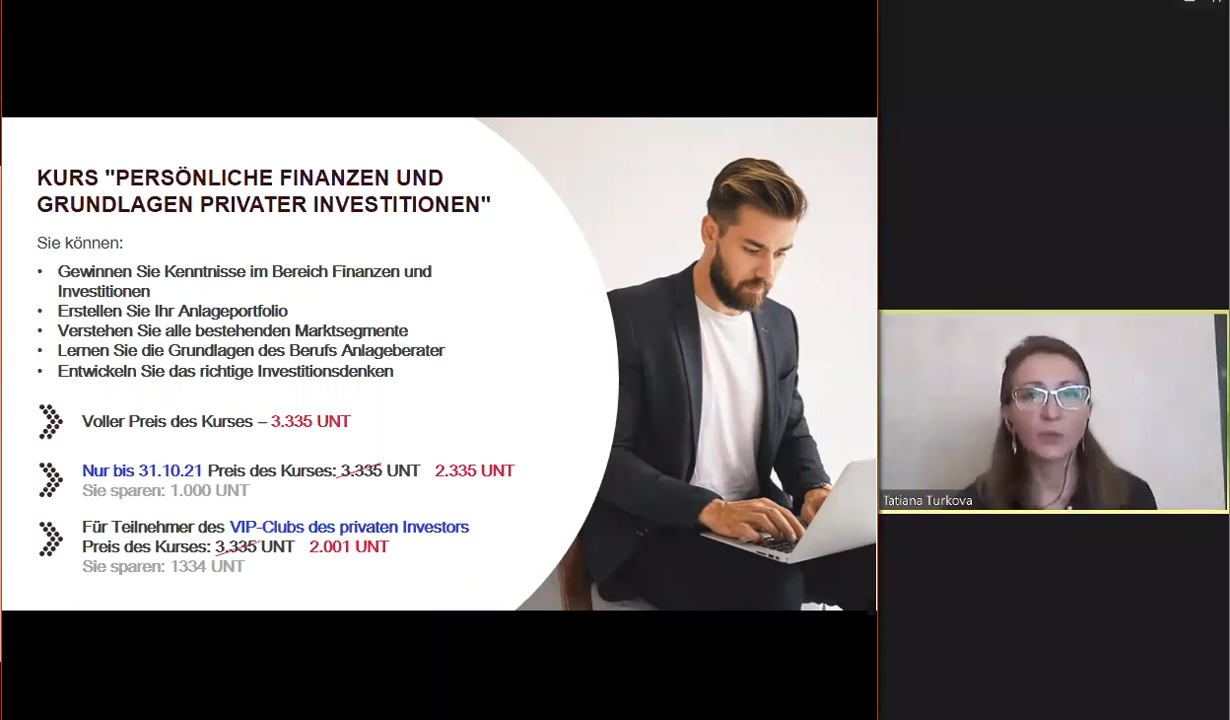 KURS "PERSÖNLICHE FINANZEN UND
GRUNDLAGEN PRIVATER INVESTITIONEN"
Sie können:
• Gewinnen Sie Kenntnisse im Bereich Finanzen und
Investitionen
• Erstellen Sie Ihr Anlageportfolio
• Verstehen Sie alle bestehenden Marktsegmente
• Lernen Sie die Grundlagen des Berufs Anlageberater
• Entwickeln Sie das richtige Investitionsdenken
Voller Preis des Kurses – 3.335 UNT
Nur bis 31.10.21 Preis des Kurses: 3.335 UNT 2.335 UNT
Sie sparen: 1.000 UNT
Für Teilnehmer des VIP-Clubs des privaten Investors
Preis des Kurses: 3.335 UNT 2.001 UNT
Sie sparen: 1334 UNT
Tatiana Turkova